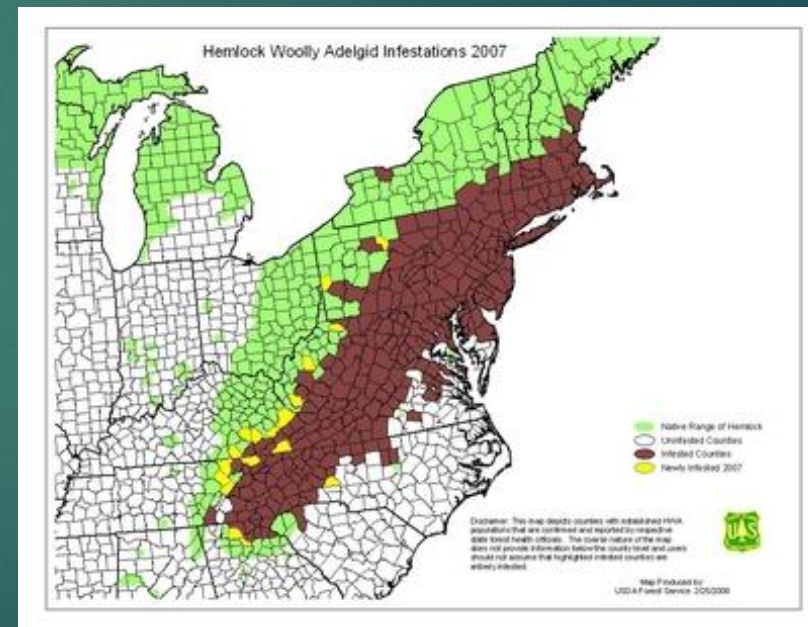 Hemlock Woolly Adelgid Infestations 2007
Native Range of Hemlock
Uninfested Counties
Infested Counties
Newly Infested 2007
Disclaimer: This map depicts counties with established HWA
populations that are confirmed and reported by respective
state forest health officials. The coarse nature of the map
does not provide information below the county level and users
should not assume that highlighted infested counties are
entirely infested.
Map Produced by
USDA Forest Service 2/25/2008
U S